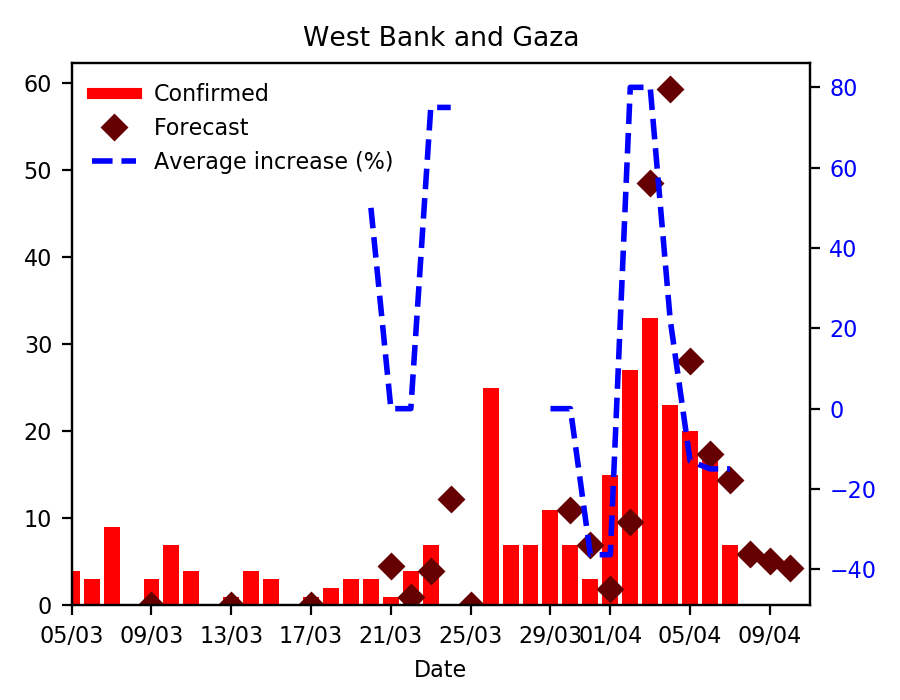 West Bank and Gaza
Confirmed
Forecast
Average increase (%)
60
50
40
30
20
10
0
80
60
40
20
0
−20
−40
05/03 09/03 13/03 17/03 21/03 25/03 29/03 01/04 05/04 09/04
Date